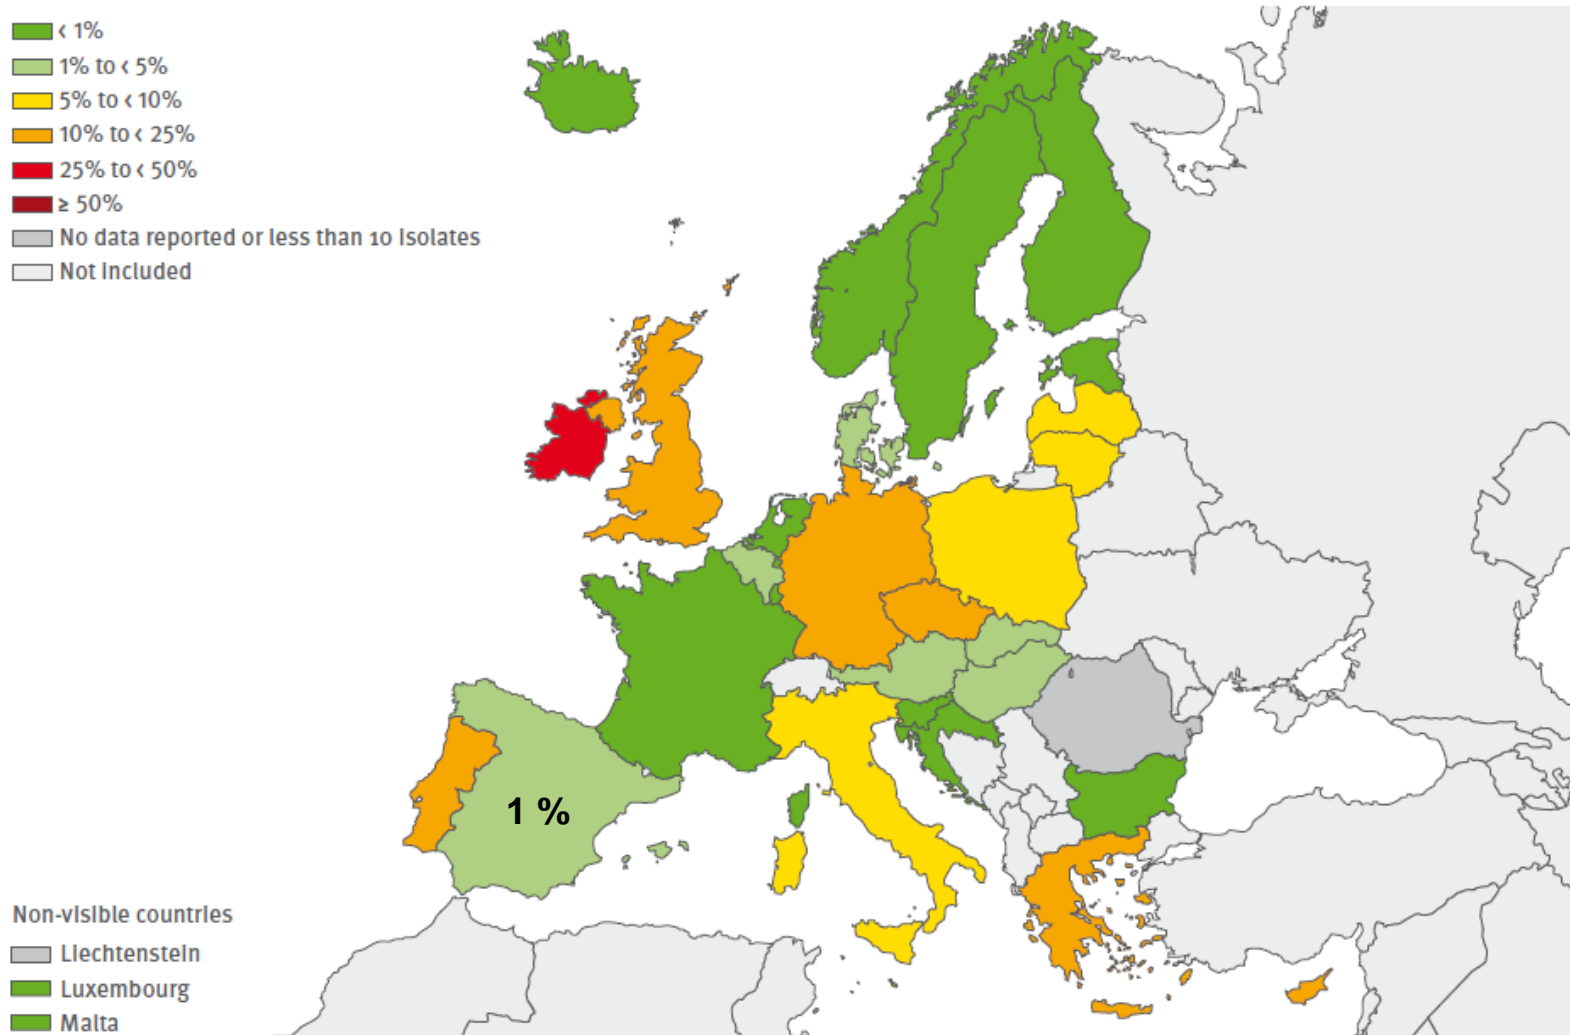 < 1%
1% to < 5%
5% to < 10%
10% to < 25%
25% to < 50%
≥ 50%
No data reported or less than 10 isolates
Not included
1 %
Non-visible countries
Liechtenstein
Luxembourg
Malta